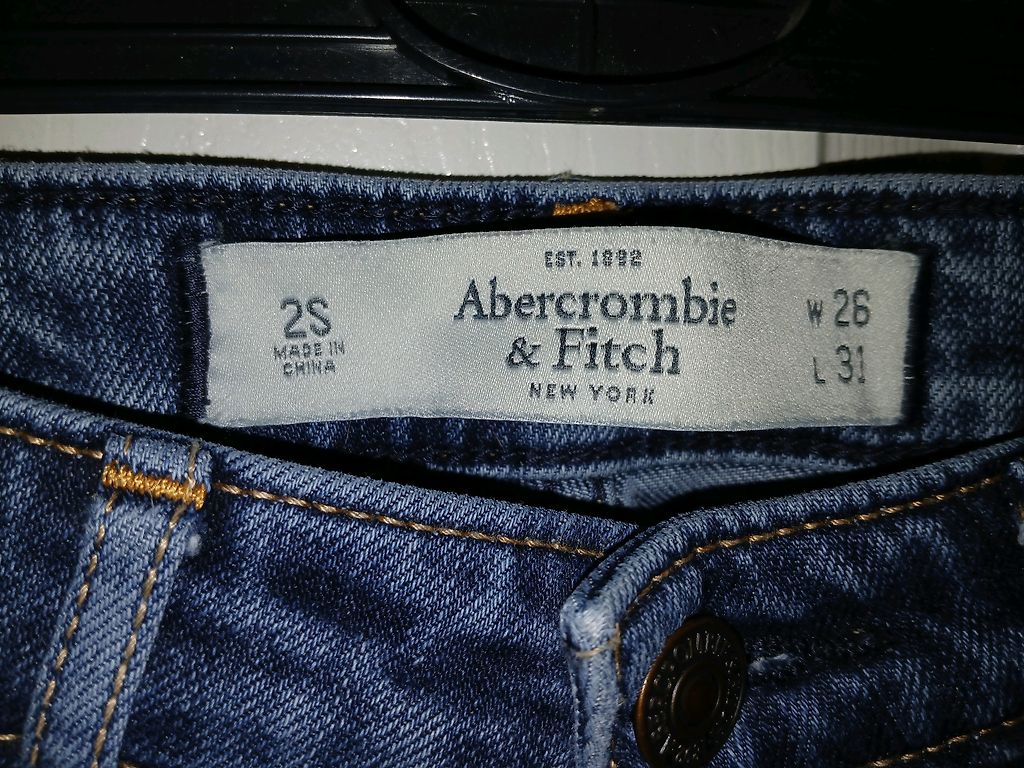 2S
MADE IN
CHINA
EST. 1892
Abercrombie
& Fitch
NEW YORK
W 26
L 31